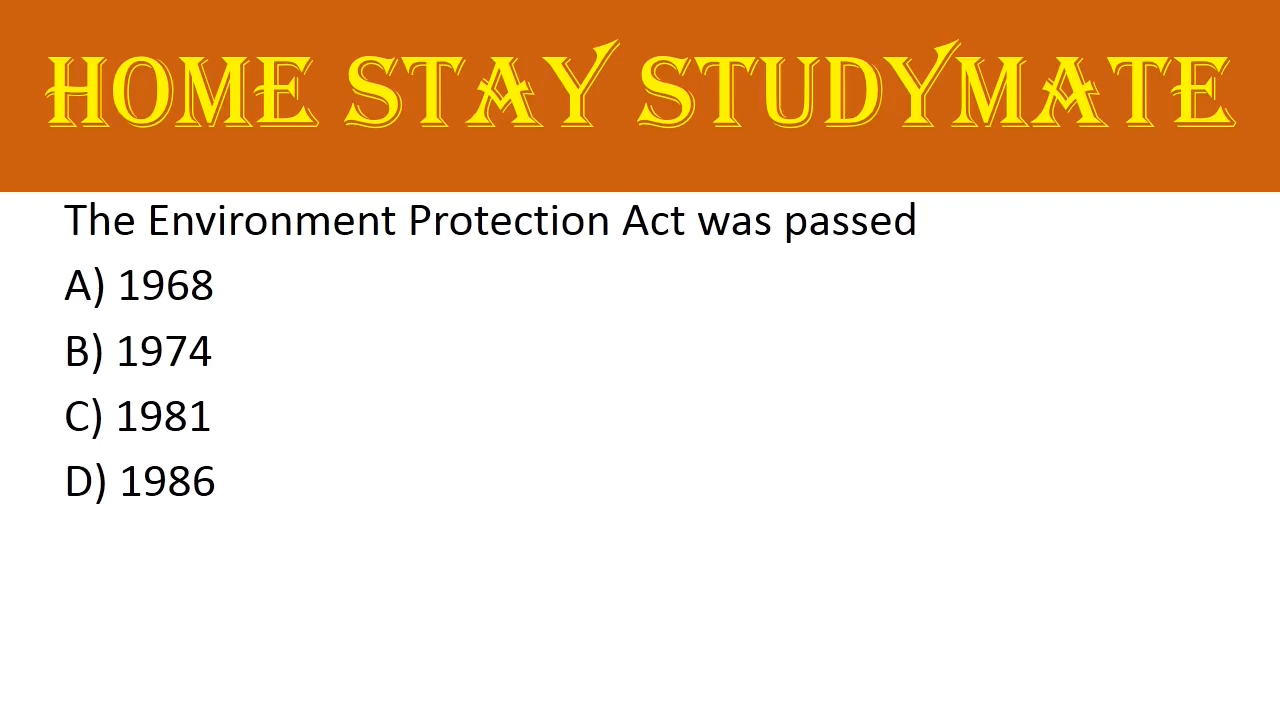 HOME STAY STUDYMATE
The Environment Protection Act was passed
A) 1968
B) 1974
C) 1981
D) 1986